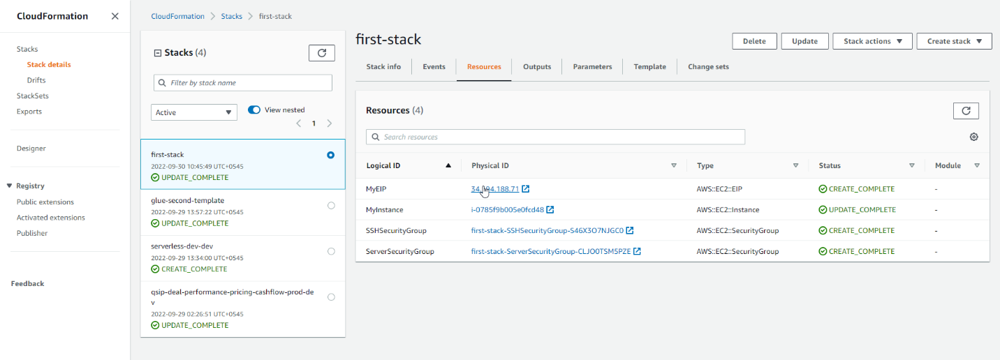 CloudFormation
Stacks
Stack details
Drifts
StackSets
Exports
Designer
Registry
Public extensions
Activated extensions
Publisher
Feedback
CloudFormation Stacks first-stack
Stacks (4)
Filter by stack name
Active View nested
1
first-stack
2022-09-30 10:45:49 UTC+0545
UPDATE_COMPLETE
glue-second-template
2022-09-29 13:57:22 UTC+0545
UPDATE_COMPLETE
serverless-dev-dev
2022-09-29 13:34:00 UTC+0545
CREATE_COMPLETE
qsip-deal-performance-pricing-cashflow-prod-de
v
2022-09-29 02:26:51 UTC+0545
UPDATE_COMPLETE
first-stack
Delete Update Stack actions Create stack
Stack info Events Resources Outputs Parameters Template Change sets
Resources (4)
Search resources
Logical ID Physical ID Type Status Module
MyEIP AWS::EC2::EIP CREATE_COMPLETE -
MyInstance i-0785f9b005e0fcd48 AWS::EC2::Instance UPDATE_COMPLETE -
SSHSecurityGroup first-stack-SSHSecurityGroup-S46X3O7NJGC0 AWS::EC2::SecurityGroup CREATE_COMPLETE -
ServerSecurityGroup first-stack-ServerSecurityGroup-CLJO0TSM5PZE AWS::EC2::SecurityGroup CREATE_COMPLETE -